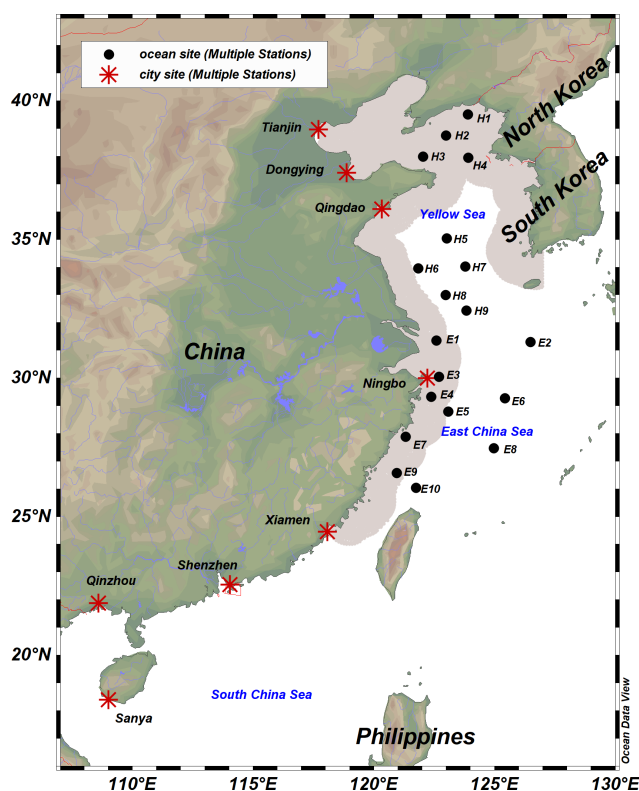 ocean site (Multiple Stations)
city site (Multiple Stations)
40°N
35°N
30°N
25°N
20°N
North Korea
South Korea
Tianjin
Dongying
Qingdao
Yellow Sea
H1
H2
H3
H4
H5
H6
H7
H8
H9
China
E1
E2
Ningbo
E3
E4
E5
E6
East China Sea
E7
E8
E9
E10
Xiamen
Shenzhen
Qinzhou
Sanya
South China Sea
Philippines
Ocean Data View
110°E
115°E
120°E
125°E
130°E